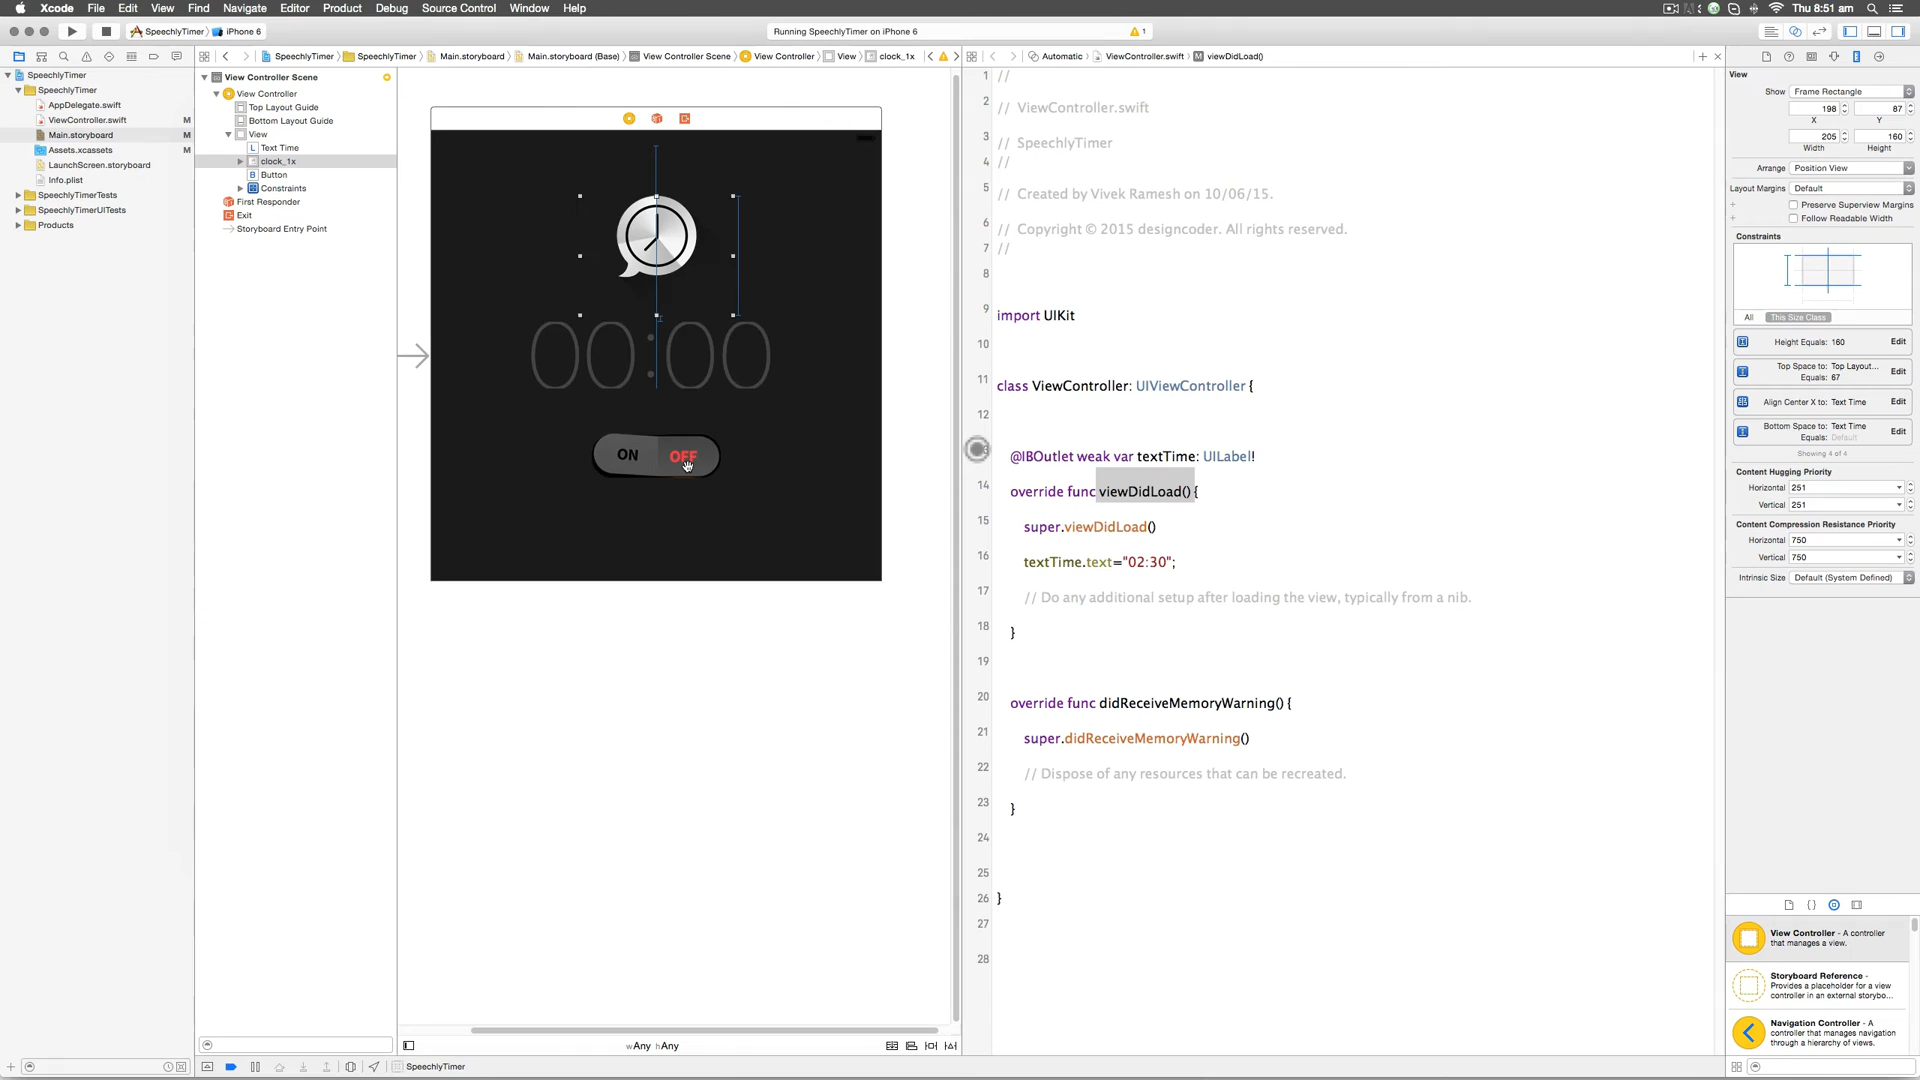 Xcode File Edit View Find Navigate Editor Product Debug Source Control Window Help
Thu 8:51 am
SpeechlyTimer iPhone 6
Running SpeechlyTimer on iPhone 6
1
SpeechlyTimer
SpeechlyTimer
AppDelegate.swift
ViewController.swift M
Main.storyboard M
Assets.xcassets M
LaunchScreen.storyboard
Info.plist
SpeechlyTimerTests
SpeechlyTimerUITests
Products
SpeechlyTimer SpeechlyTimer Main.storyboard Main.storyboard (Base) View Controller Scene View Controller View clock_1x
View Controller Scene
View Controller
Top Layout Guide
Bottom Layout Guide
View
L Text Time
clock_1x
B Button
Constraints
First Responder
Exit
Storyboard Entry Point
00:00
ON OFF
wAny hAny
SpeechlyTimer
Automatic ViewController.swift M viewDidLoad()
1 //
2 // ViewController.swift
3 // SpeechlyTimer
4 //
5 // Created by Vivek Ramesh on 10/06/15.
6 // Copyright © 2015 designcoder. All rights reserved.
7 //
8
9 import UIKit
10
11 class ViewController: UIViewController {
12
3 @IBOutlet weak var textTime: UILabel!
14 override func viewDidLoad() {
15 super.viewDidLoad()
16 textTime.text="02:30";
17 // Do any additional setup after loading the view, typically from a nib.
18 }
19
20 override func didReceiveMemoryWarning() {
21 super.didReceiveMemoryWarning()
22 // Dispose of any resources that can be recreated.
23 }
24
25
26 }
27
28
View
Show Frame Rectangle
198 87
X Y
205 160
Width Height
Arrange Position View
Layout Margins Default
Preserve Superview Margins
Follow Readable Width
Constraints
All This Size Class
Height Equals: 160 Edit
Top Space to: Top Layout... Edit
Equals: 67
Align Center X to: Text Time Edit
Bottom Space to: Text Time Edit
Equals: Default
Showing 4 of 4
Content Hugging Priority
Horizontal 251
Vertical 251
Content Compression Resistance Priority
Horizontal 750
Vertical 750
Intrinsic Size Default (System Defined)
View Controller - A controller
that manages a view.
Storyboard Reference -
Provides a placeholder for a view
controller in an external storybo...
Navigation Controller - A
controller that manages navigation
through a hierarchy of views.